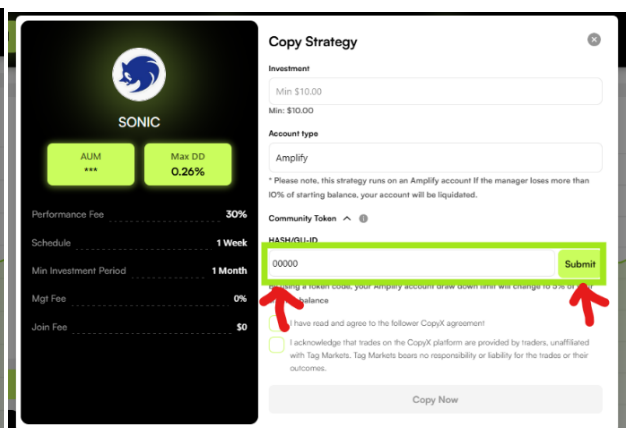 SONIC
AUM
***
Max DD
0.26%
Performance Fee 30%
Schedule 1 Week
Min Investment Period 1 Month
Mgt Fee 0%
Join Fee $0
Copy Strategy
Investment
Min $10.00
Min: $10.00
Account type
Amplify
* Please note, this strategy runs on an Amplify account If the manager loses more than
10% of starting balance, your account will be liquidated.
Community Token
HASH/GU-ID
00000
Submit
using a token code, your Amplify account draw down limit will change to 5% of
balance
I have read and agree to the follower CopyX agreement
I acknowledge that trades on the CopyX platform are provided by traders, unaffiliated
with Tag Markets. Tag Markets bears no responsibility or liability for the trades or their
outcomes.
Copy Now